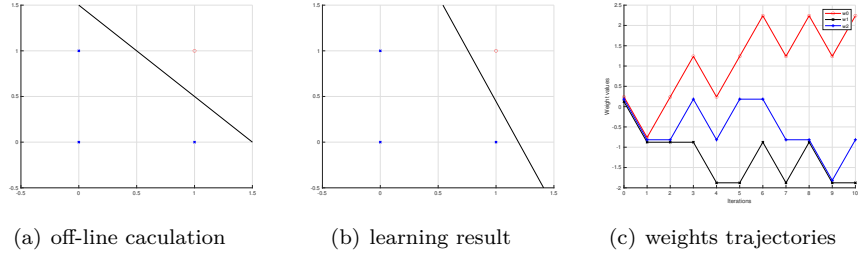 1.5
1
0.5
0
-0.5
-0.5 0 0.5 1 1.5
1.5
1
0.5
0
-0.5
-0.5 0 0.5 1 1.5
2.5
2
1.5
1
0.5
0
-0.5
-1
-1.5
-2
Weight values
w0
w1
w2
0 1 2 3 4 5 6 7 8 9 10
Iterations
(a) off-line caculation
(b) learning result
(c) weights trajectories